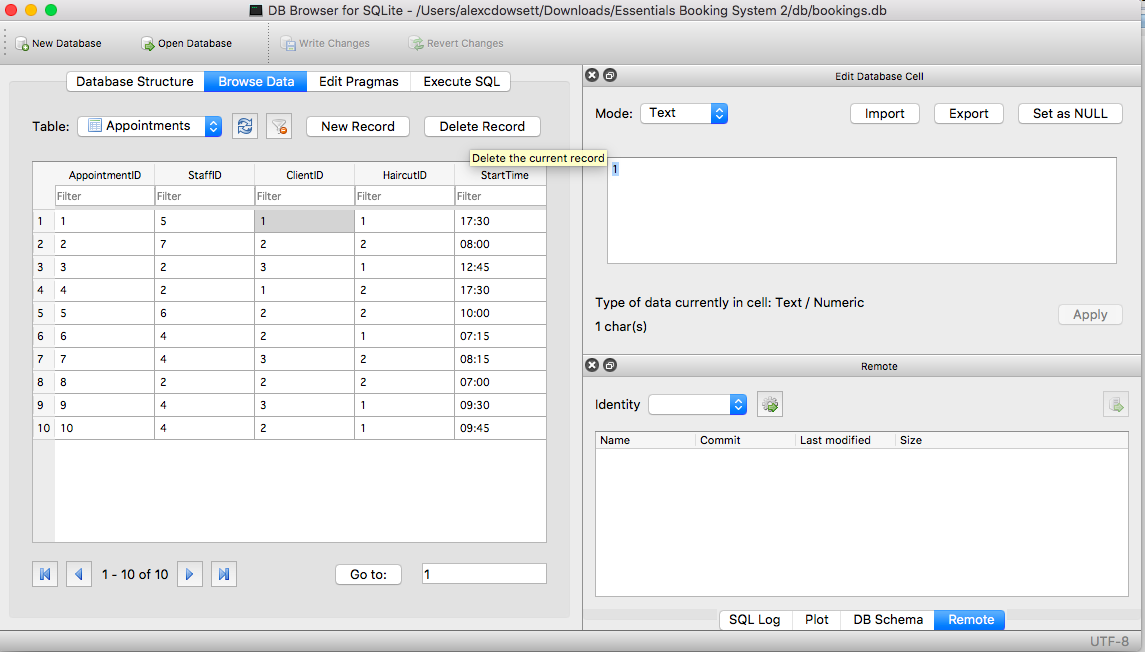 DB Browser for SQLite - /Users/alexcdowsett/Downloads/Essentials Booking System 2/db/bookings.db
New Database Open Database Write Changes Revert Changes
Database Structure Browse Data Edit Pragmas Execute SQL
Table: Appointments New Record Delete Record
Delete the current record
AppointmentID StaffID ClientID HaircutID StartTime
Filter Filter Filter Filter Filter
1 1 5 1 1 17:30
2 2 7 2 2 08:00
3 3 2 3 1 12:45
4 4 2 1 2 17:30
5 5 6 2 2 10:00
6 6 4 2 1 07:15
7 7 4 3 2 08:15
8 8 2 2 2 07:00
9 9 4 3 1 09:30
10 10 4 2 1 09:45
1 - 10 of 10 Go to: 1
Edit Database Cell
Mode: Text Import Export Set as NULL
1
Type of data currently in cell: Text / Numeric
1 char(s)
Apply
Remote
Identity
Name Commit Last modified Size
SQL Log Plot DB Schema Remote
UTF-8